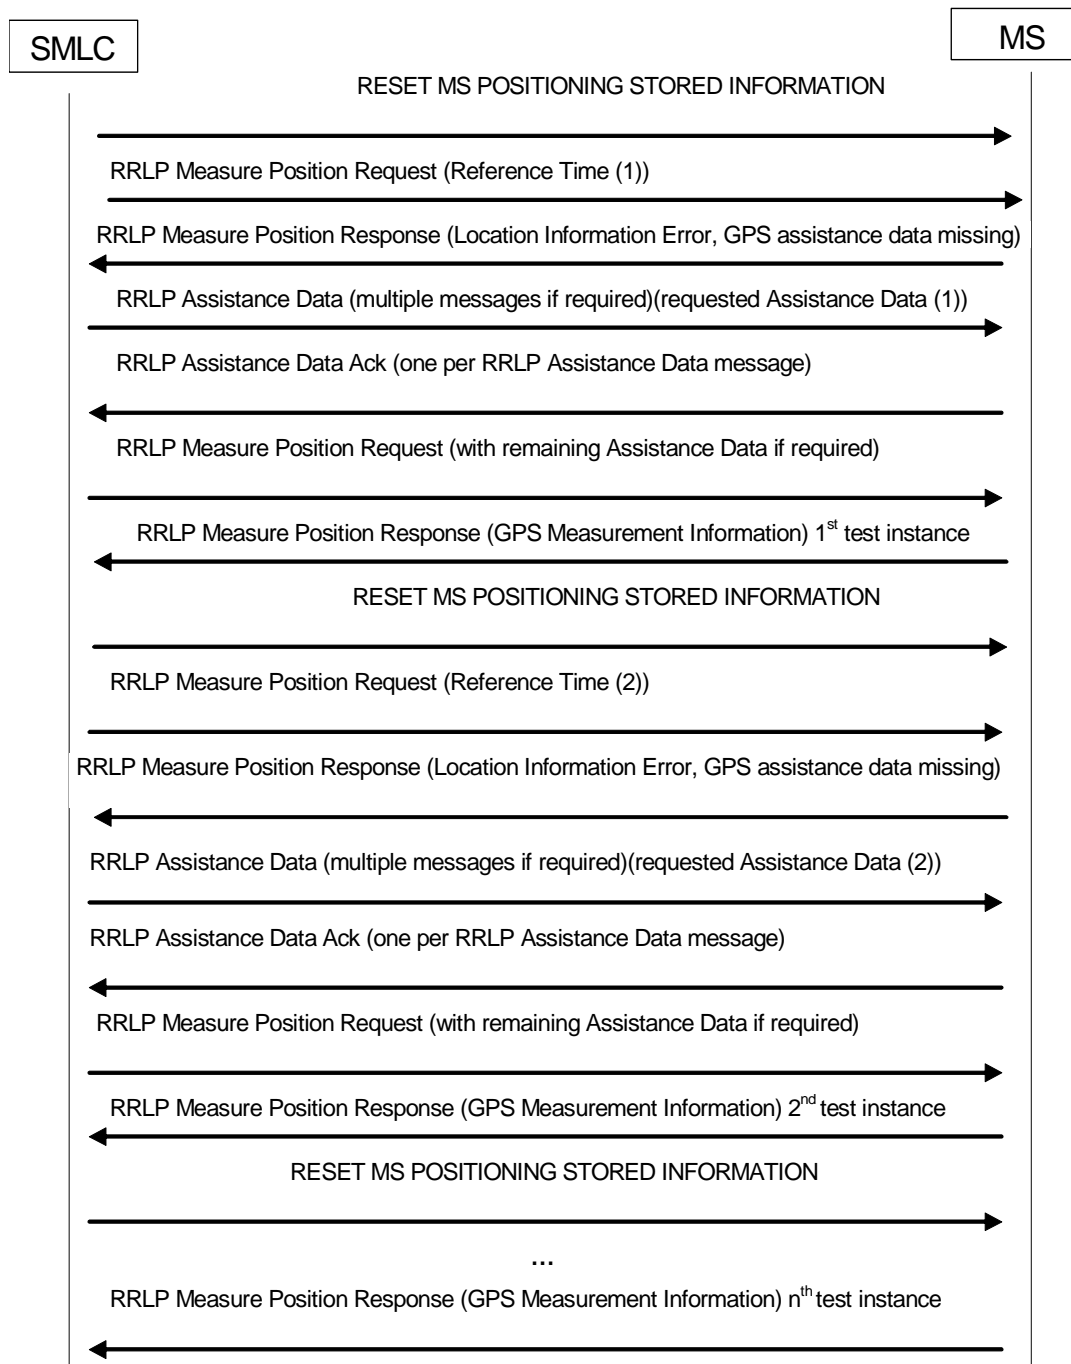 SMLC
MS
RESET MS POSITIONING STORED INFORMATION
RRLP Measure Position Request (Reference Time (1))
RRLP Measure Position Response (Location Information Error, GPS assistance data missing)
RRLP Assistance Data (multiple messages if required)(requested Assistance Data (1))
RRLP Assistance Data Ack (one per RRLP Assistance Data message)
RRLP Measure Position Request (with remaining Assistance Data if required)
RRLP Measure Position Response (GPS Measurement Information) 1st test instance
RESET MS POSITIONING STORED INFORMATION
RRLP Measure Position Request (Reference Time (2))
RRLP Measure Position Response (Location Information Error, GPS assistance data missing)
RRLP Assistance Data (multiple messages if required)(requested Assistance Data (2))
RRLP Assistance Data Ack (one per RRLP Assistance Data message)
RRLP Measure Position Request (with remaining Assistance Data if required)
RRLP Measure Position Response (GPS Measurement Information) 2nd test instance
RESET MS POSITIONING STORED INFORMATION
...
RRLP Measure Position Response (GPS Measurement Information) nth test instance